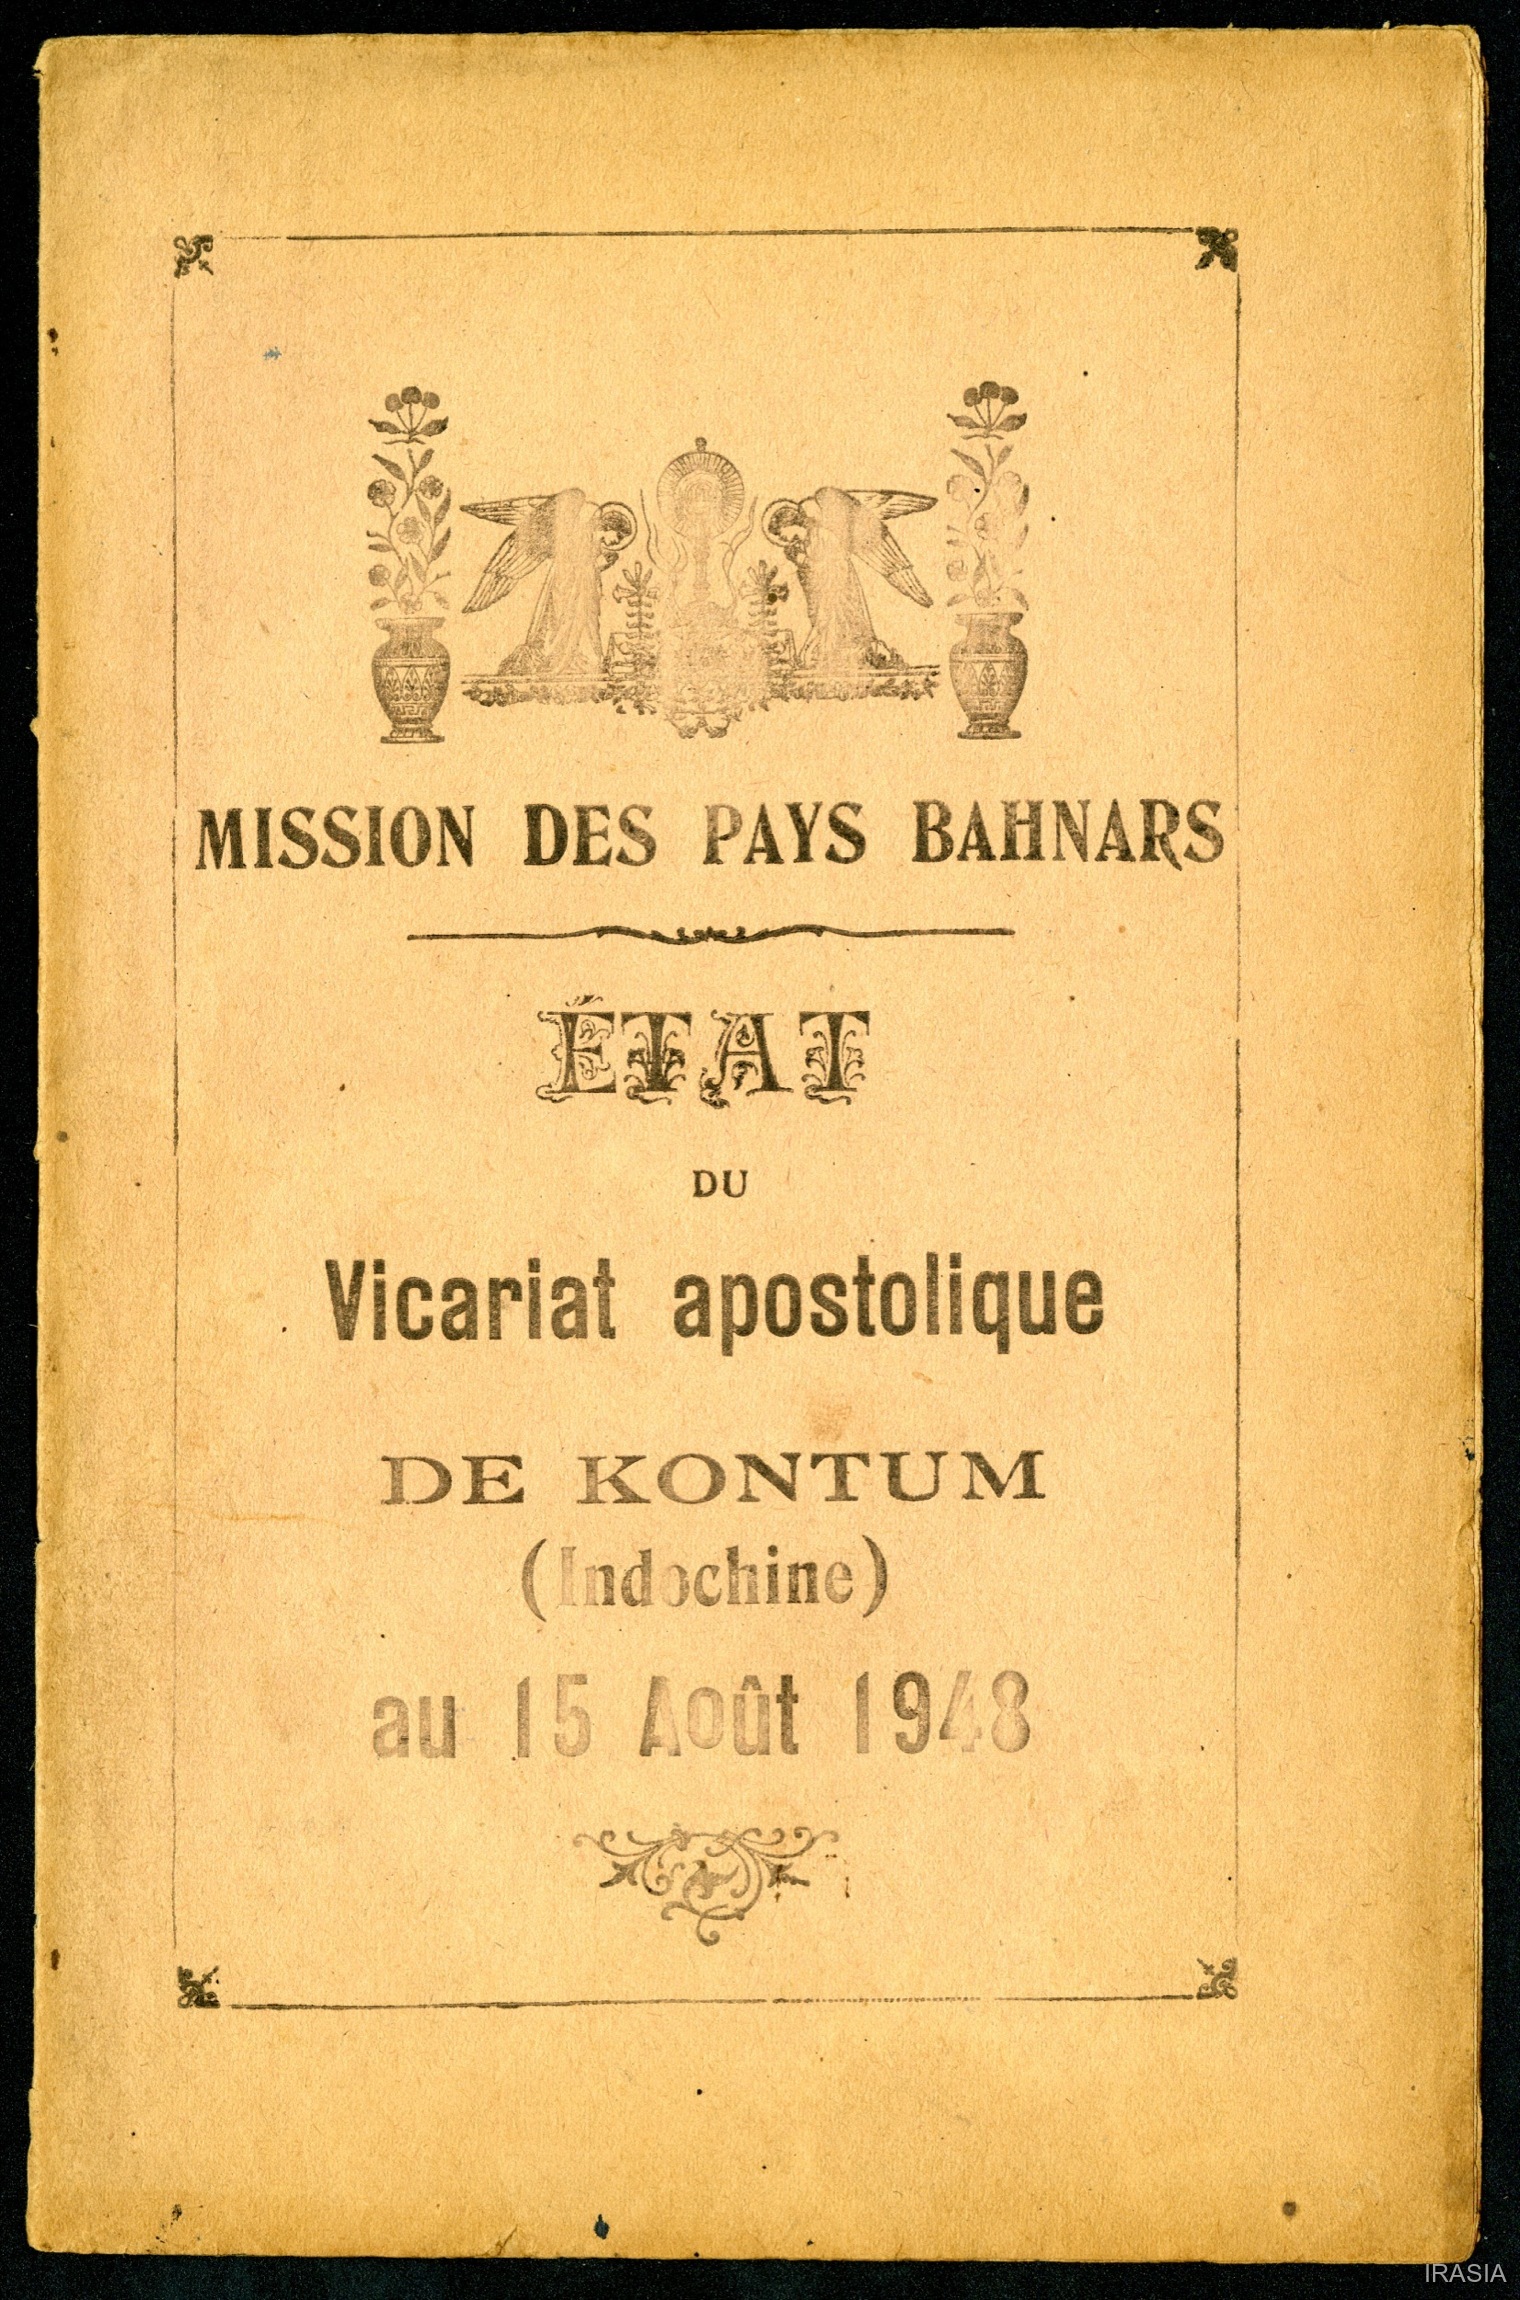 MISSION DES PAYS BAHNARS
ÉTAT
DU
Vicariat apostolique
DE KONTUM
(Indochine)
au 15 Août 1948
IRASIA